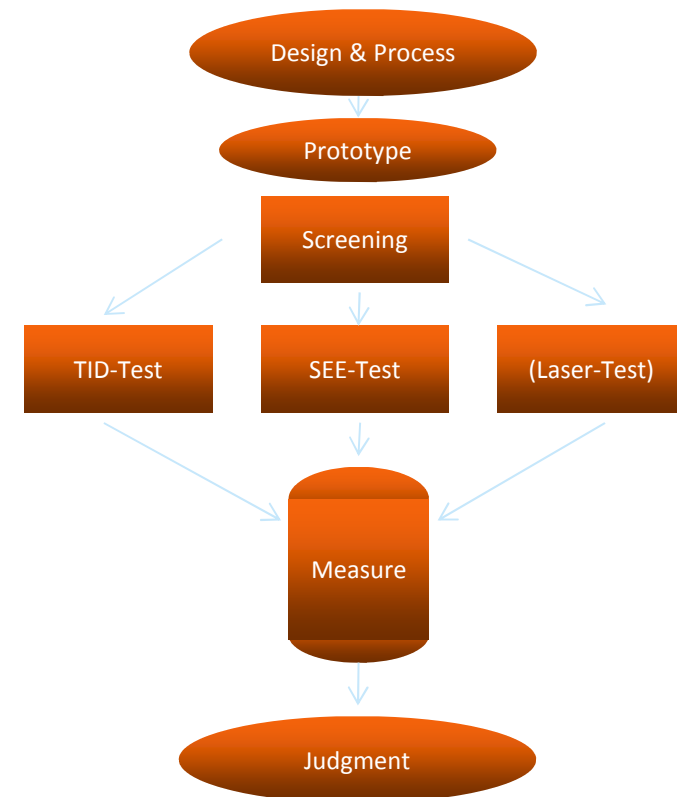 Design & Process
Prototype
Screening
TID-Test
SEE-Test
(Laser-Test)
Measure
Judgment